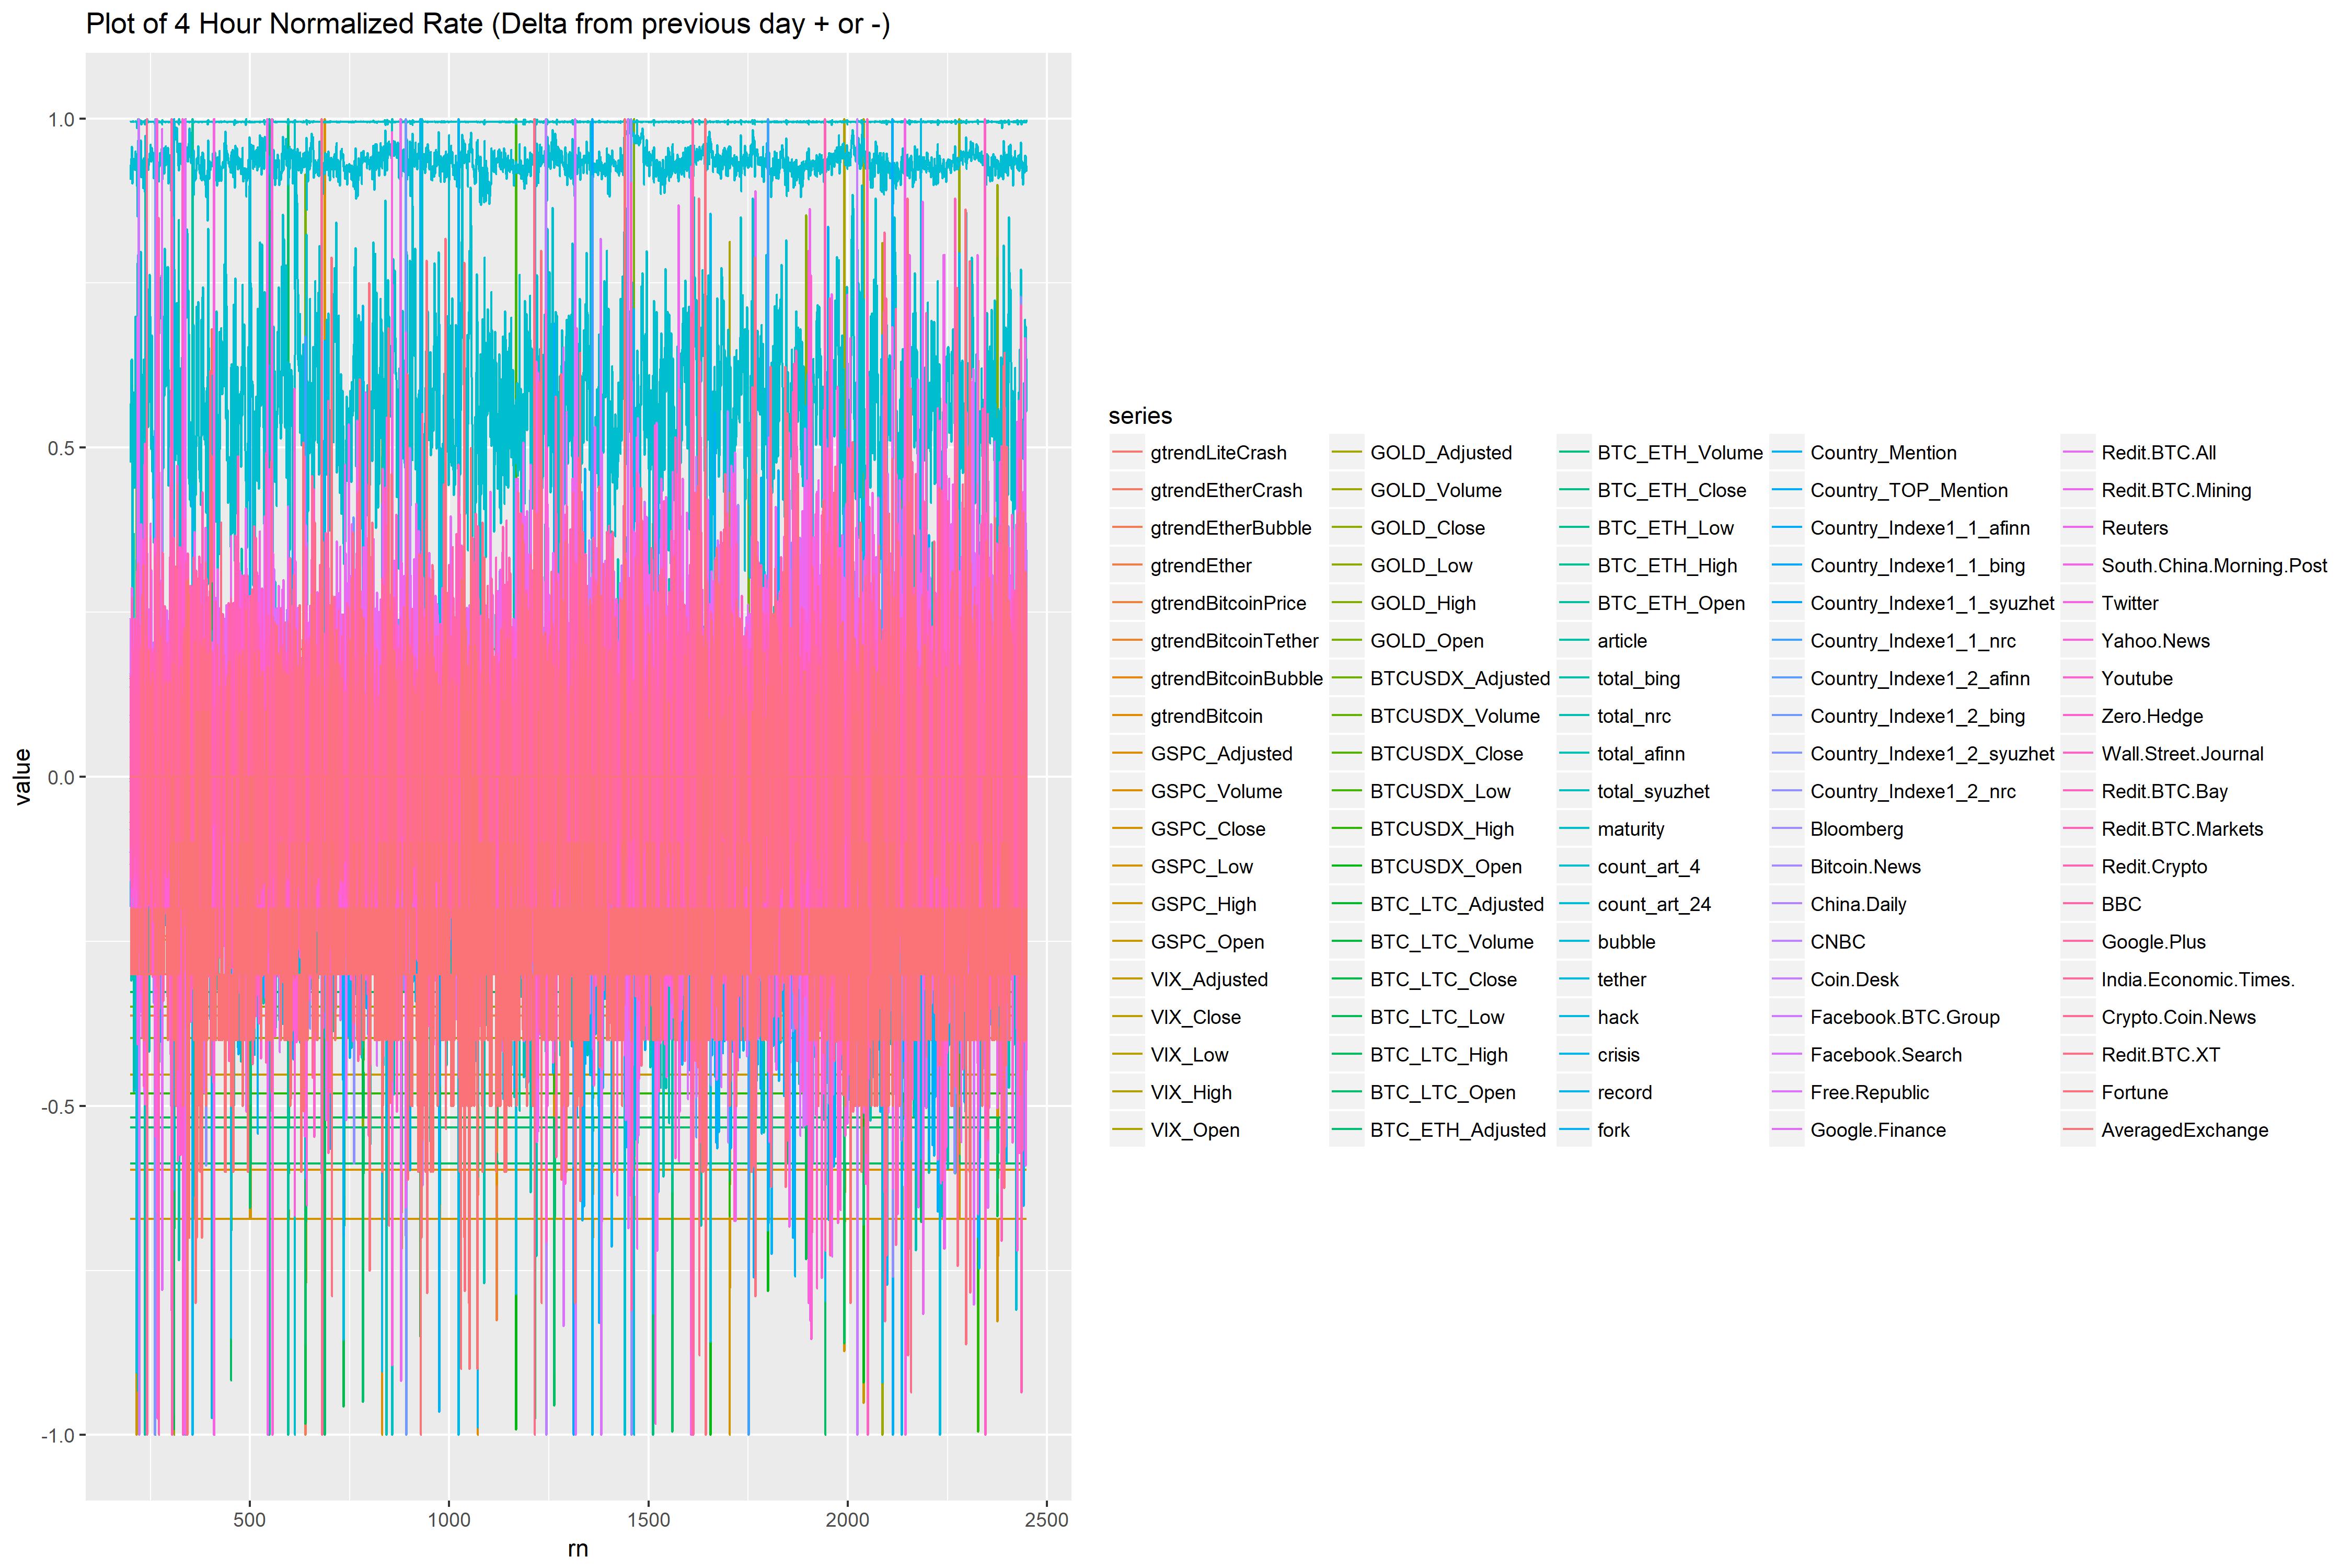 Plot of 4 Hour Normalized Rate (Delta from previous day + or -)
value
1.0
0.5
0.0
-0.5
-1.0
500
1000
1500
2000
2500
rn
series
gtrendLiteCrash
gtrendEtherCrash
gtrendEtherBubble
gtrendEther
gtrendBitcoinPrice
gtrendBitcoinTether
gtrendBitcoinBubble
gtrendBitcoin
GSPC_Adjusted
GSPC_Volume
GSPC_Close
GSPC_Low
GSPC_High
GSPC_Open
VIX_Adjusted
VIX_Close
VIX_Low
VIX_High
VIX_Open
GOLD_Adjusted
GOLD_Volume
GOLD_Close
GOLD_Low
GOLD_High
GOLD_Open
BTCUSDX_Adjusted
BTCUSDX_Volume
BTCUSDX_Close
BTCUSDX_Low
BTCUSDX_High
BTCUSDX_Open
BTC_LTC_Adjusted
BTC_LTC_Volume
BTC_LTC_Close
BTC_LTC_Low
BTC_LTC_High
BTC_LTC_Open
BTC_ETH_Adjusted
BTC_ETH_Volume
BTC_ETH_Close
BTC_ETH_Low
BTC_ETH_High
BTC_ETH_Open
article
total_bing
total_nrc
total_afinn
total_syuzhet
maturity
count_art_4
count_art_24
bubble
tether
hack
crisis
record
fork
Country_Mention
Country_TOP_Mention
Country_Indexe1_1_afinn
Country_Indexe1_1_bing
Country_Indexe1_1_syuzhet
Country_Indexe1_1_nrc
Country_Indexe1_2_afinn
Country_Indexe1_2_bing
Country_Indexe1_2_syuzhet
Country_Indexe1_2_nrc
Bloomberg
Bitcoin.News
China.Daily
CNBC
Coin.Desk
Facebook.BTC.Group
Facebook.Search
Free.Republic
Google.Finance
Redit.BTC.All
Redit.BTC.Mining
Reuters
South.China.Morning.Post
Twitter
Yahoo.News
Youtube
Zero.Hedge
Wall.Street.Journal
Redit.BTC.Bay
Redit.BTC.Markets
Redit.Crypto
BBC
Google.Plus
India.Economic.Times.
Crypto.Coin.News
Redit.BTC.XT
Fortune
AveragedExchange